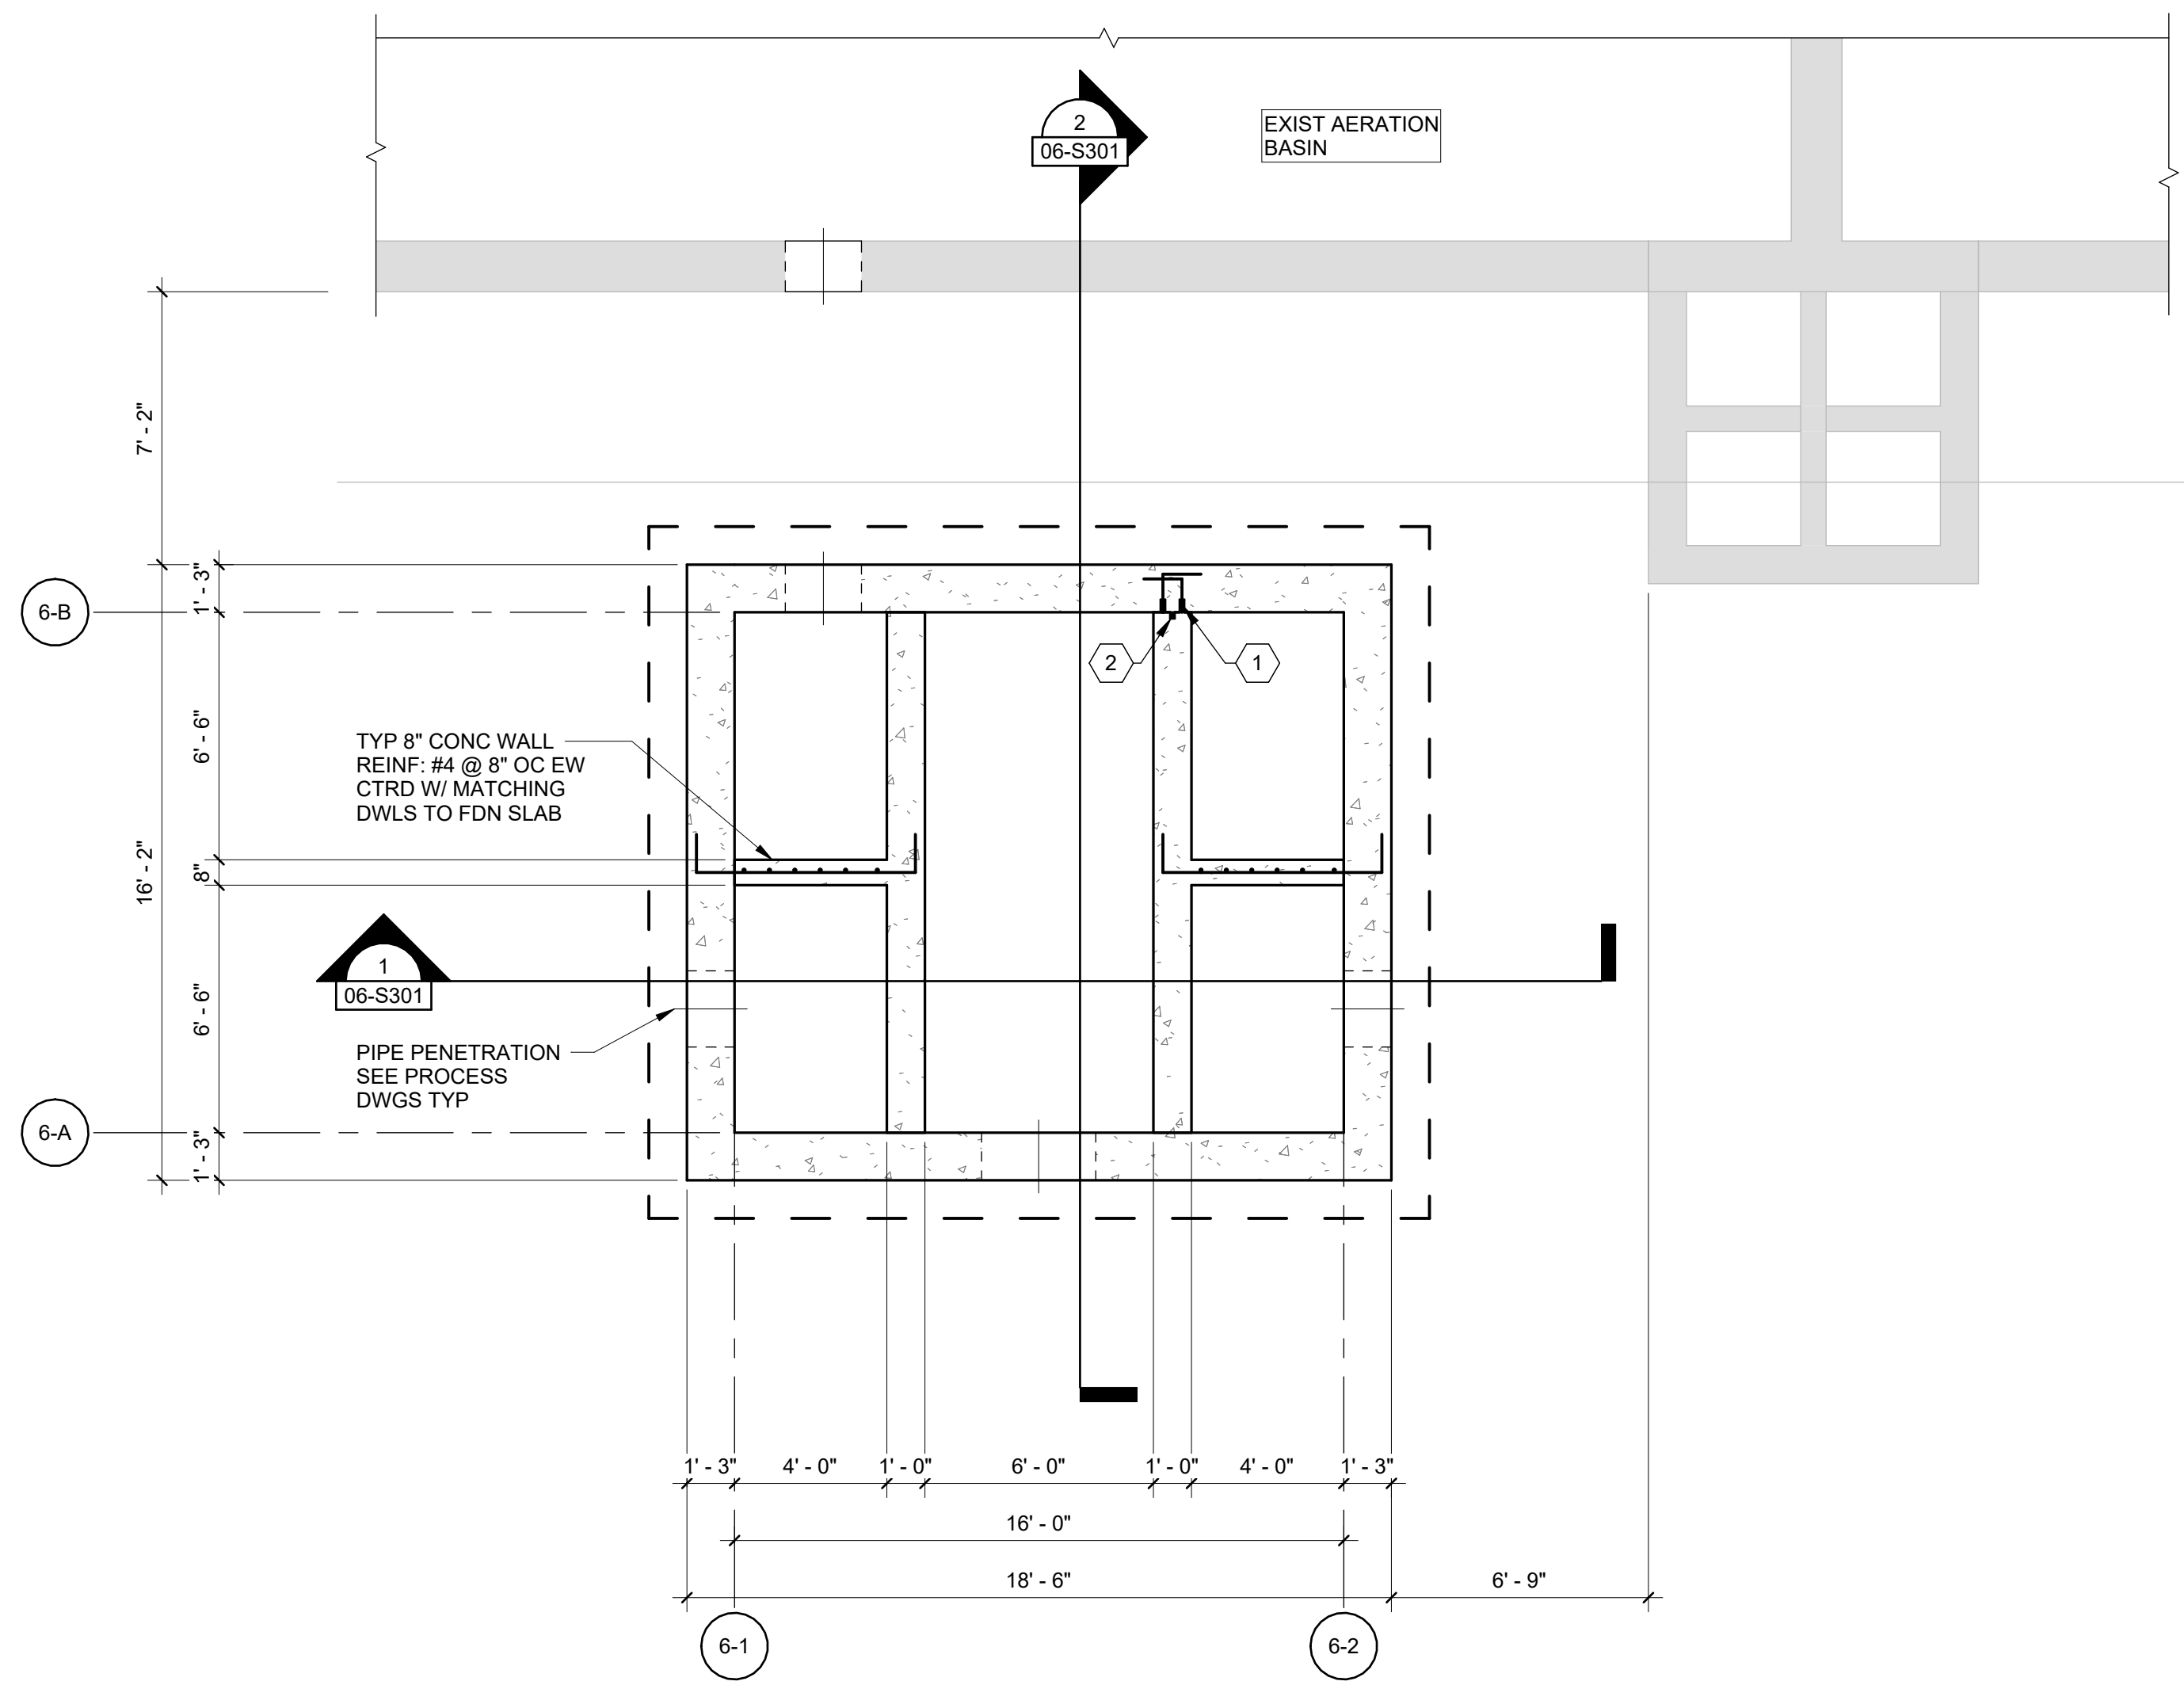 2
06-S301
EXIST AERATION
BASIN
7' - 2"
1' - 3"
6-B
2
1
6' - 6"
TYP 8" CONC WALL
REINF: #4 @ 8" OC EW
CTRD W/ MATCHING
DWLS TO FDN SLAB
16' - 2"
8"
1
06-S301
6' - 6"
PIPE PENETRATION
SEE PROCESS
DWGS TYP
6-A
1' - 3"
1' - 3"
4' - 0"
1' - 0"
6' - 0"
1' - 0"
4' - 0"
1' - 3"
16' - 0"
18' - 6"
6' - 9"
6-1
6-2